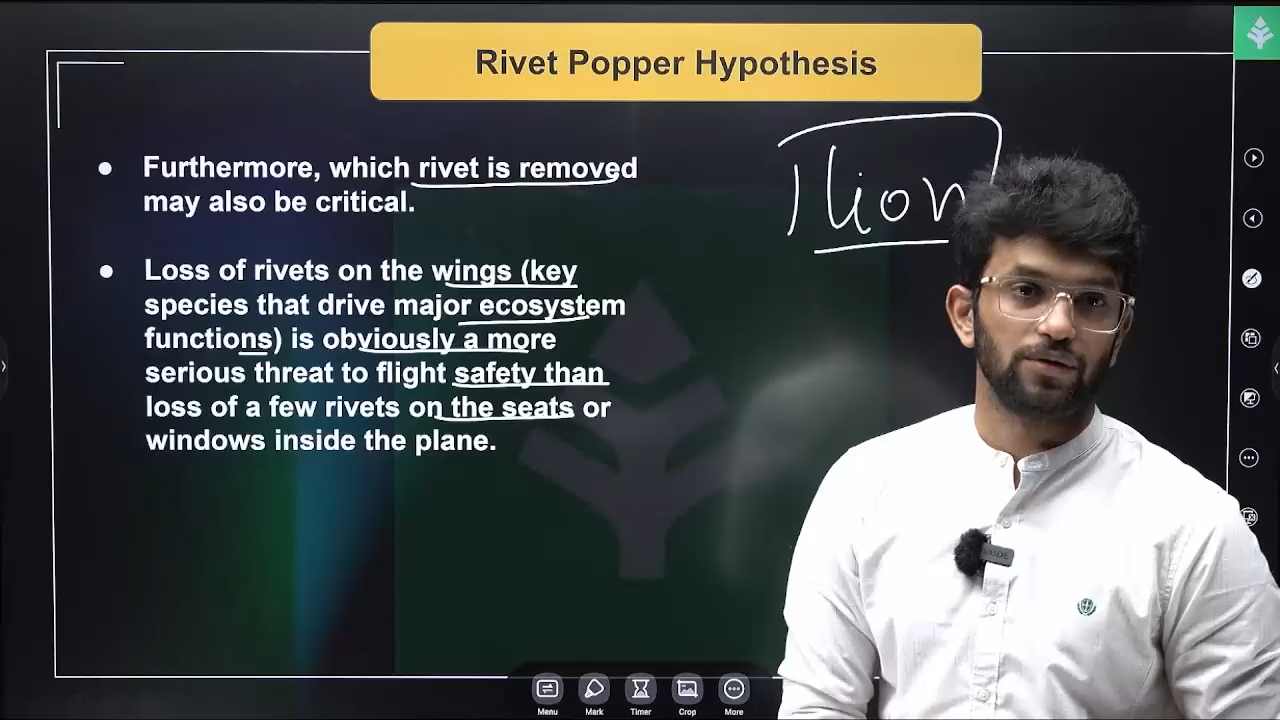 Rivet Popper Hypothesis
● Furthermore, which rivet is removed
may also be critical.
● Loss of rivets on the wings (key
species that drive major ecosystem
functions) is obviously a more
serious threat to flight safety than
loss of a few rivets on the seats or
windows inside the plane.
1 lion
Menu
Mark
Timer
Crop
More